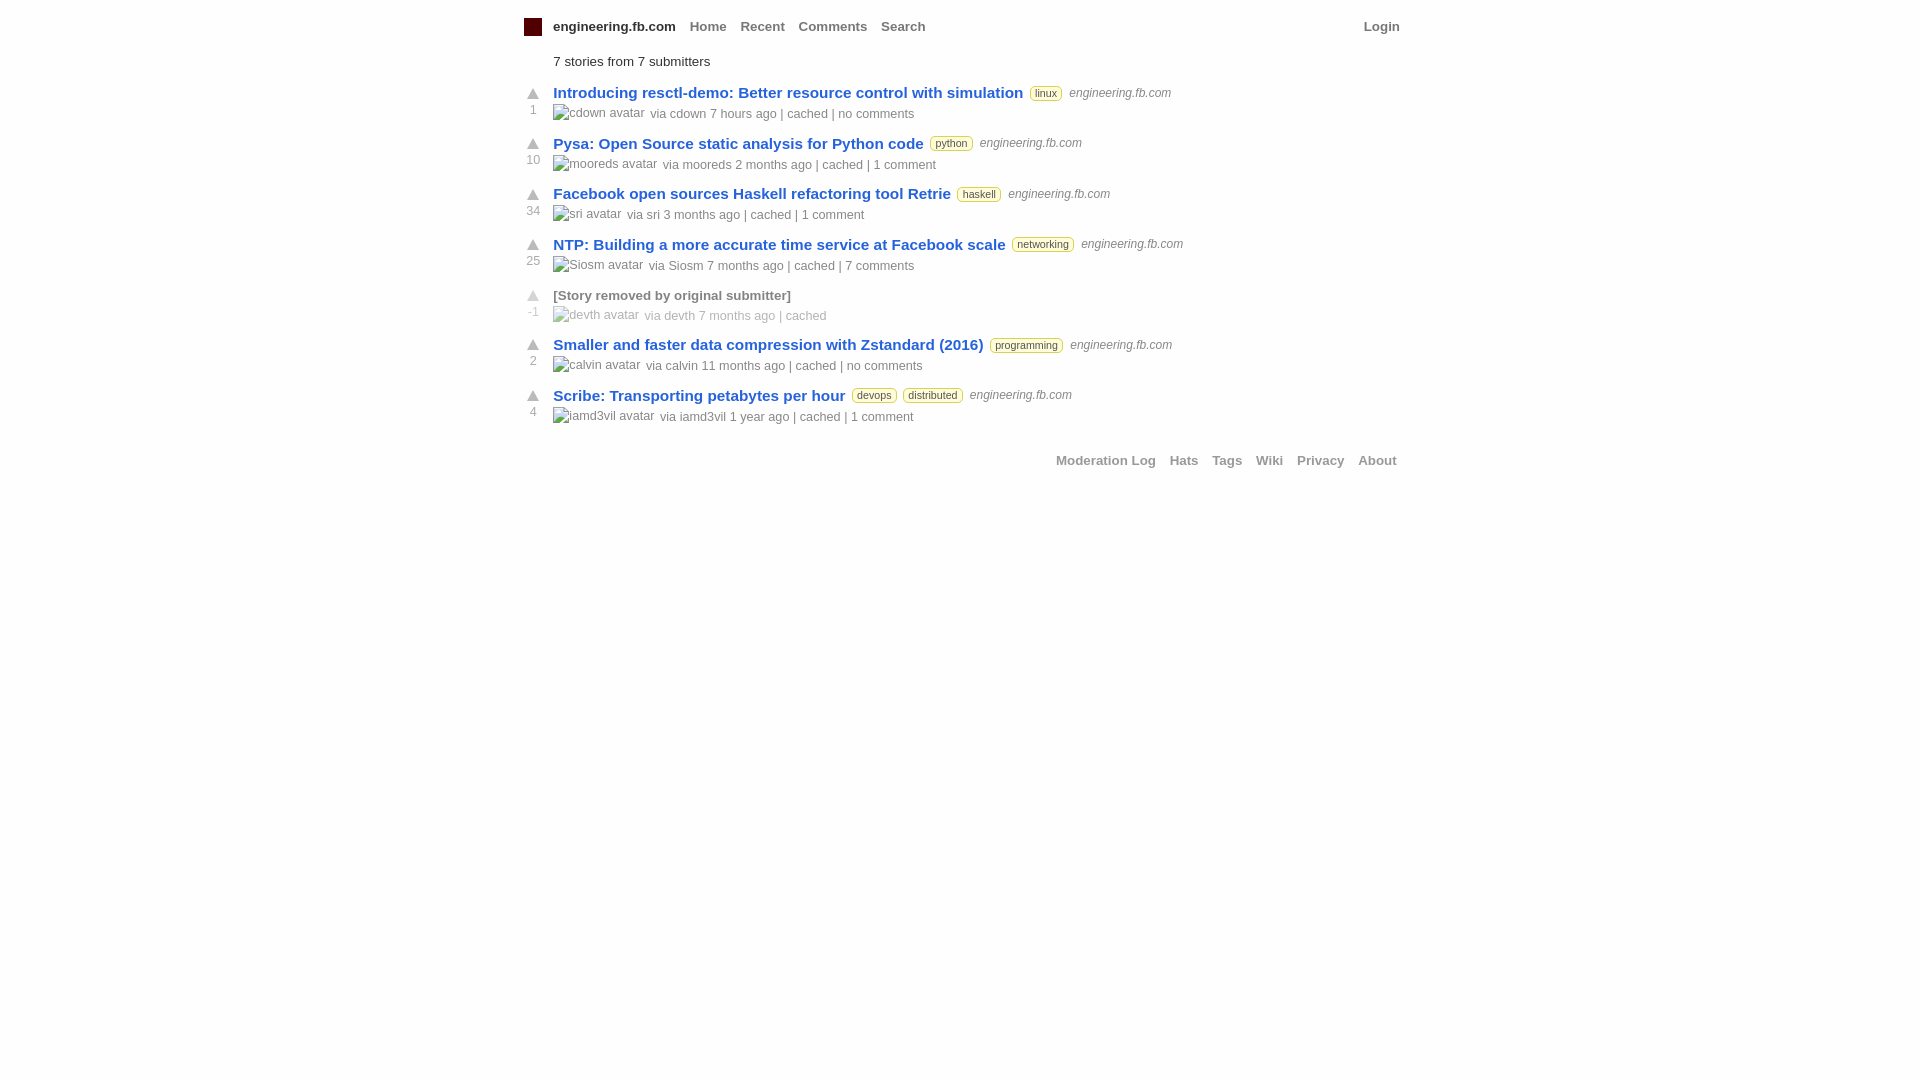 engineering.fb.com Home Recent Comments Search Login
7 stories from 7 submitters
Introducing resctl-demo: Better resource control with simulation linux engineering.fb.com
1 cdown avatar via cdown 7 hours ago | cached | no comments
Pysa: Open Source static analysis for Python code python engineering.fb.com
10 mooreds avatar via mooreds 2 months ago | cached | 1 comment
Facebook open sources Haskell refactoring tool Retrie haskell engineering.fb.com
34 sri avatar via sri 3 months ago | cached | 1 comment
NTP: Building a more accurate time service at Facebook scale networking engineering.fb.com
25 Siosm avatar via Siosm 7 months ago | cached | 7 comments
[Story removed by original submitter]
-1 devth avatar via devth 7 months ago | cached
Smaller and faster data compression with Zstandard (2016) programming engineering.fb.com
2 calvin avatar via calvin 11 months ago | cached | no comments
Scribe: Transporting petabytes per hour devops distributed engineering.fb.com
4 iamd3vil avatar via iamd3vil 1 year ago | cached | 1 comment
Moderation Log Hats Tags Wiki Privacy About